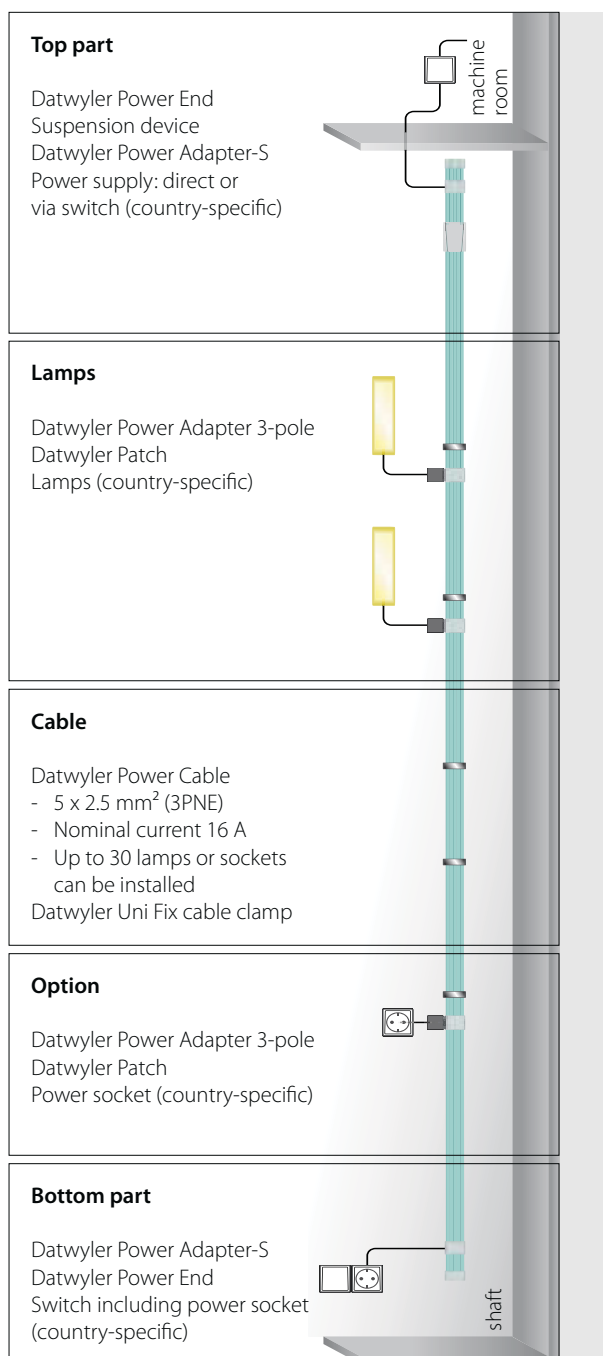 Top part
Datwyler Power End
Suspension device
Datwyler Power Adapter-S
Power supply: direct or
via switch (country-specific)
machine
room
Lamps
Datwyler Power Adapter 3-pole
Datwyler Patch
Lamps (country-specific)
Cable
Datwyler Power Cable
- 5 x 2.5 mm² (3PNE)
- Nominal current 16 A
- Up to 30 lamps or sockets
can be installed
Datwyler Uni Fix cable clamp
Option
Datwyler Power Adapter 3-pole
Datwyler Patch
Power socket (country-specific)
Bottom part
Datwyler Power Adapter-S
Datwyler Power End
Switch including power socket
(country-specific)
shaft